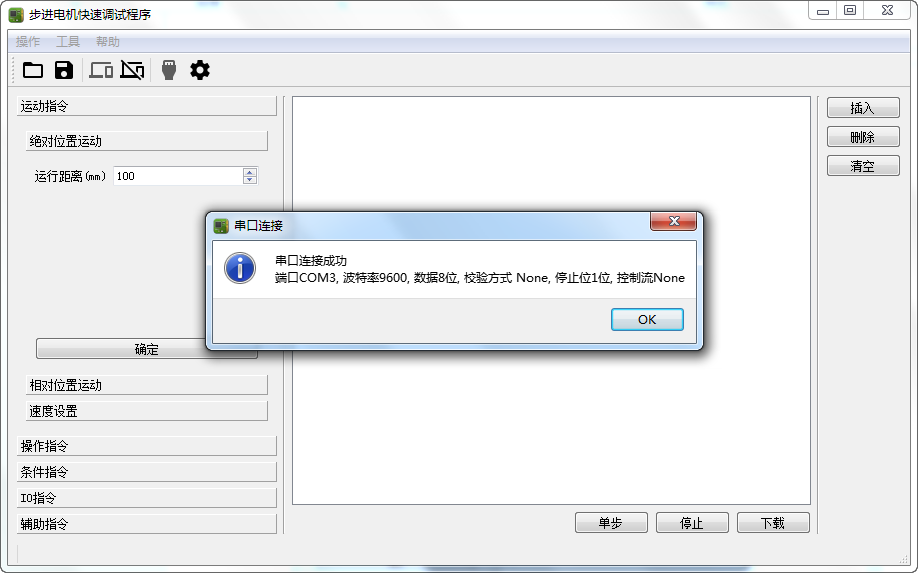 步进电机快速调试程序
操作 工具 帮助
运动指令
绝对位置运动
运行距离(mm) 100
确定
相对位置运动
速度设置
操作指令
条件指令
IO指令
辅助指令
串口连接
串口连接成功
端口COM3, 波特率9600, 数据8位, 校验方式 None, 停止位1位, 控制流None
OK
插入
删除
清空
单步 停止 下载